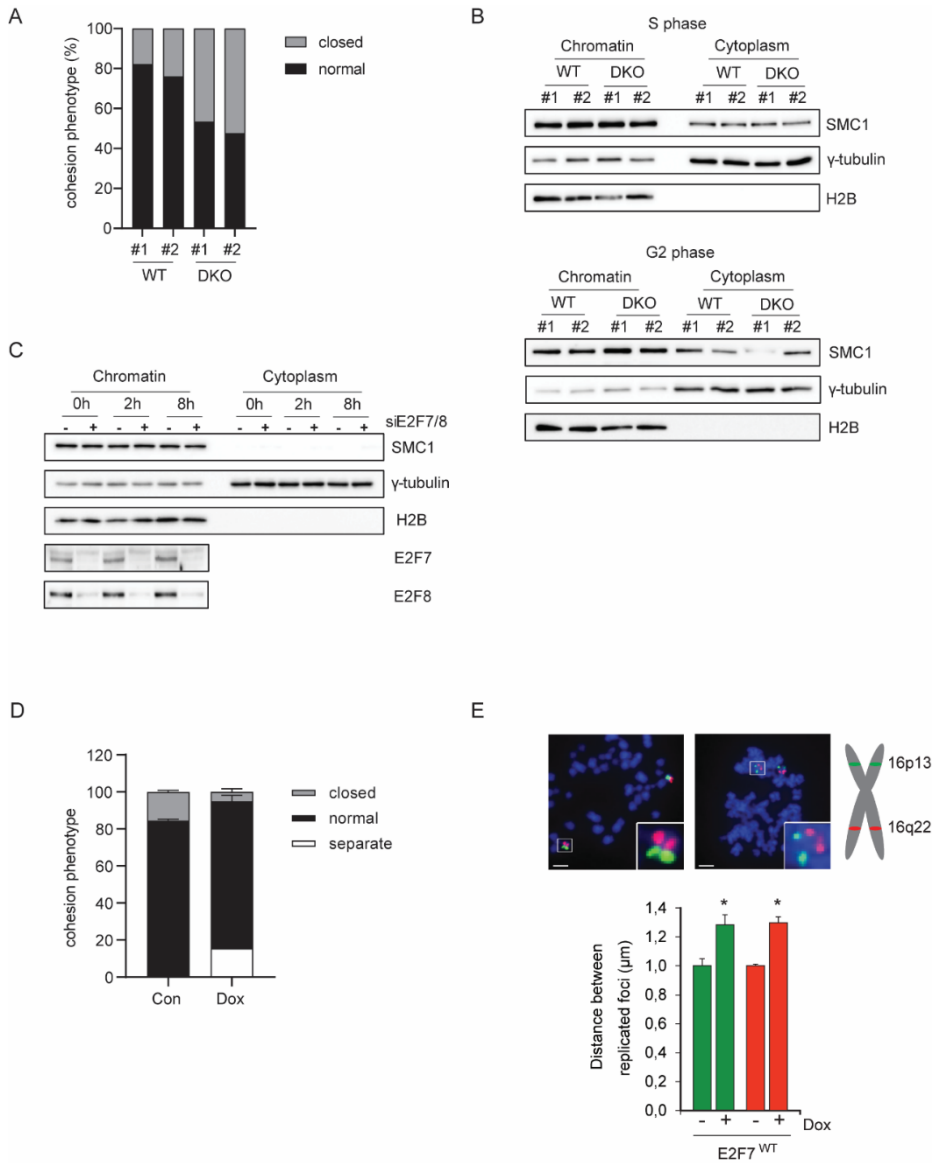 A
100
80
60
40
20
0
cohesion phenotype (%)
closed
normal
#1 #2 #1 #2
WT DKO
B
S phase
Chromatin Cytoplasm
WT DKO WT DKO
#1 #2 #1 #2 #1 #2 #1 #2
SMC1
γ-tubulin
H2B
G2 phase
Chromatin Cytoplasm
WT DKO WT DKO
#1 #2 #1 #2 #1 #2 #1 #2
SMC1
γ-tubulin
H2B
C
Chromatin Cytoplasm
0h 2h 8h 0h 2h 8h
- + - + - + - + - + - + siE2F7/8
SMC1
γ-tubulin
H2B
E2F7
E2F8
D
120
100
80
60
40
20
0
cohesion phenotype
closed
normal
separate
Con Dox
E
16p13
16q22
1,4
1,2
1,0
0,8
0,6
0,4
0,2
0,0
Distance between
replicated foci (µm)
* *
- + - + Dox
E2F7 WT